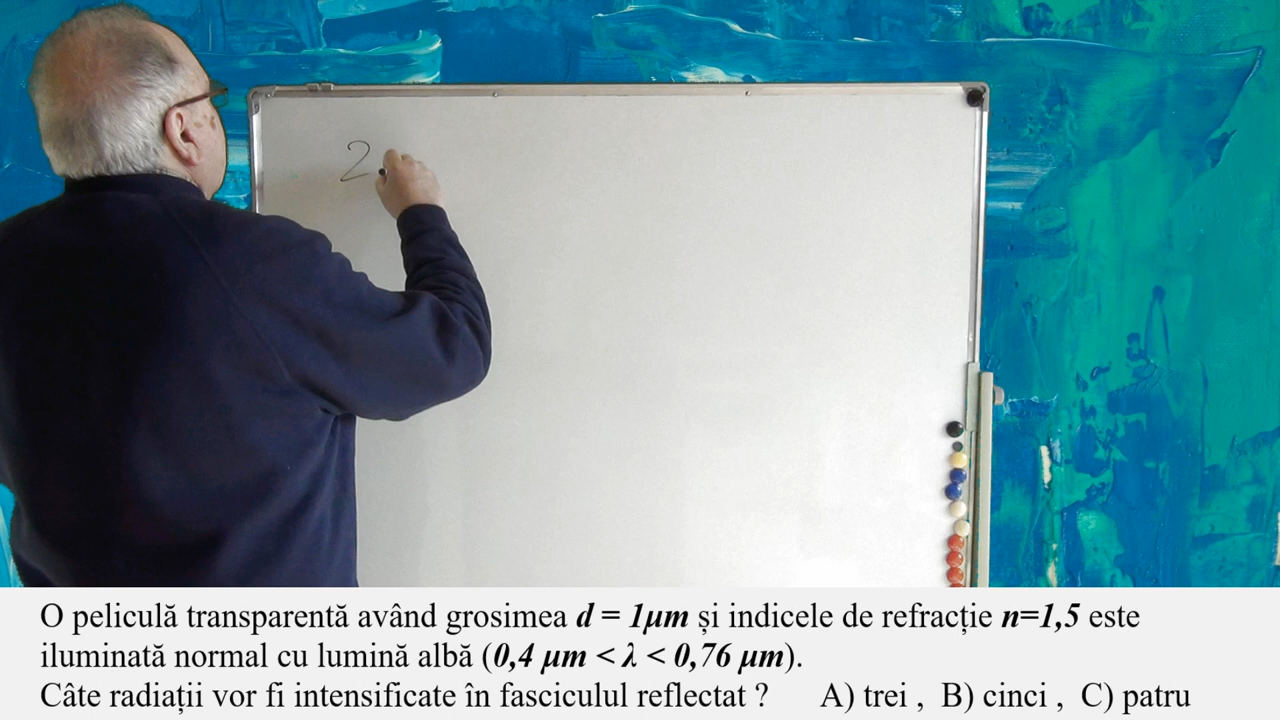 2
O peliculă transparentă având grosimea d = 1μm și indicele de refracție n=1,5 este
iluminată normal cu lumină albă (0,4 μm < λ < 0,76 μm).
Câte radiații vor fi intensificate în fasciculul reflectat ? A) trei , B) cinci , C) patru